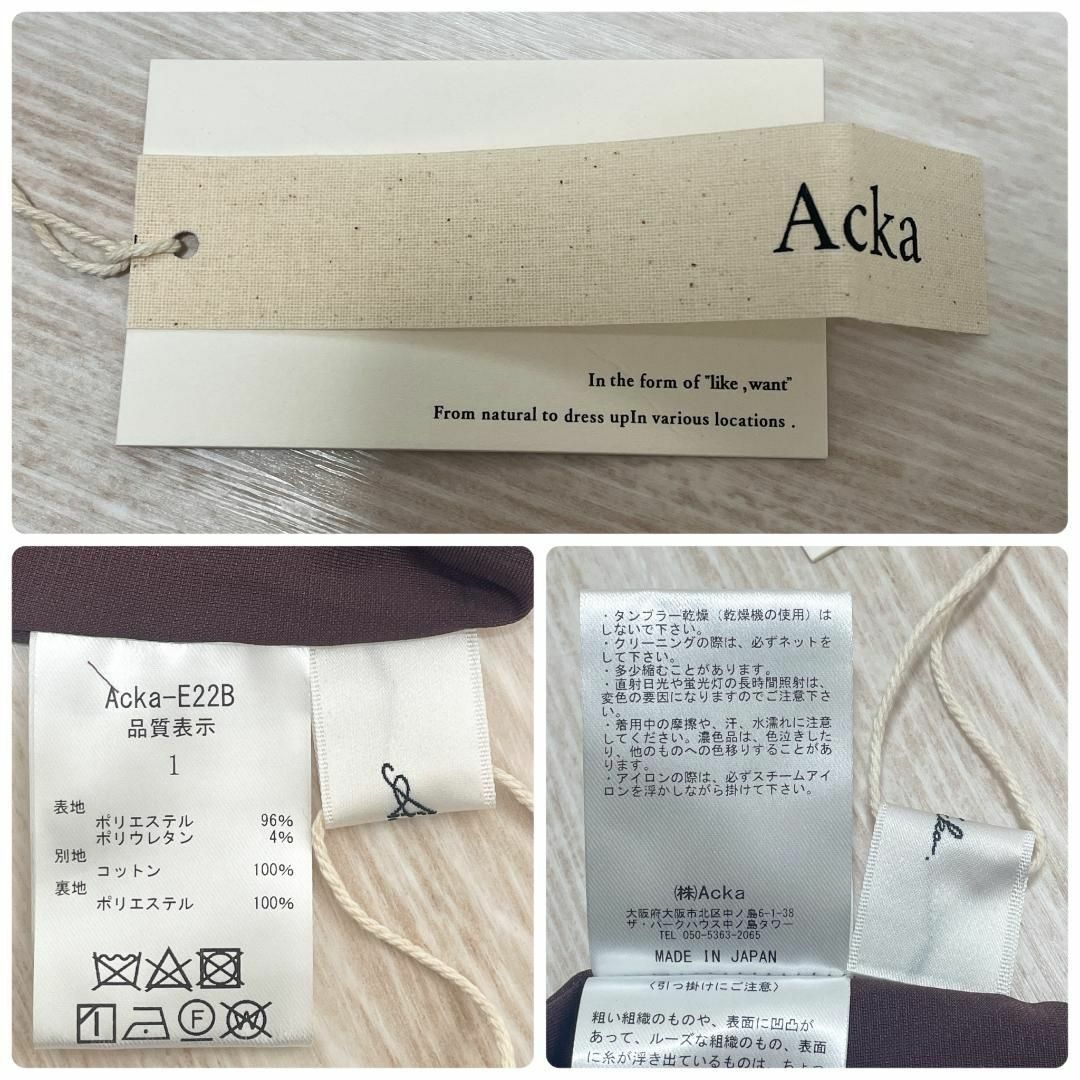 Acka
In the form of "like ,want"
From natural to dress upIn various locations .
Acka-E22B
品質表示
1
表地
ポリエステル 96%
ポリウレタン 4%
別地
コットン 100%
裏地
ポリエステル 100%
F
W
・タンブラー乾燥（乾燥機の使用）は
しないで下さい。
・クリーニングの際は、必ずネットを
して下さい。
・多少縮むことがあります。
・直射日光や蛍光灯の長時間照射は、
変色の要因になりますのでご注意下さ
い。
・着用中の摩擦や、汗、水濡れに注意
してください。濃色品は、色泣きした
り、他のものへの色移りすることがあ
ります。
・アイロンの際は、必ずスチームアイ
ロンを浮かしながら掛けて下さい。
㈱Acka
大阪府大阪市北区中ノ島6-1-38
ザ・パークハウス中ノ島タワー
TEL 050-5363-2065
MADE IN JAPAN
〈引っ掛けにご注意〉
粗い組織のものや、表面に凹凸が
あって、ルーズな組織のもの、表面
に糸が浮き出ているものは、ちょっ